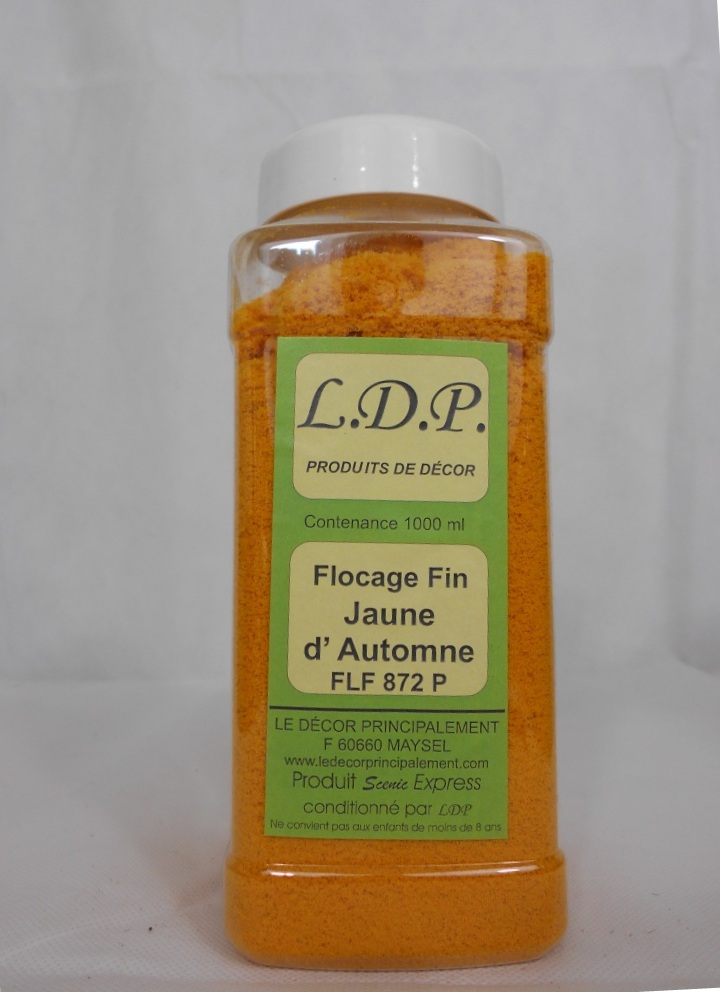 L.D.P.
PRODUITS DE DÉCOR
Contenance 1000 ml
Flocage Fin
Jaune
d' Automne
FLF 872 P
LE DÉCOR PRINCIPALEMENT
F 60660 MAYSEL
www.ledecorprincipalement.com
Produit Scenic Express
conditionné par LDP
Ne convient pas aux enfants de moins de 8 ans